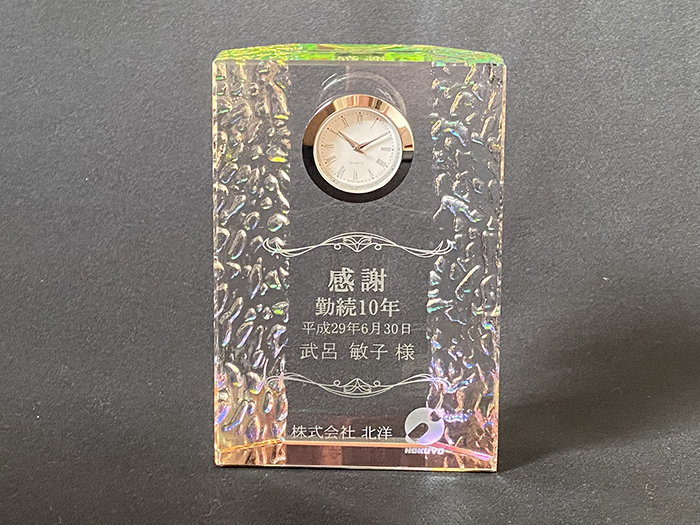 感謝
勤続10年
平成29年6月30日
武呂 敏子 様
株式会社 北洋
HOKUYO